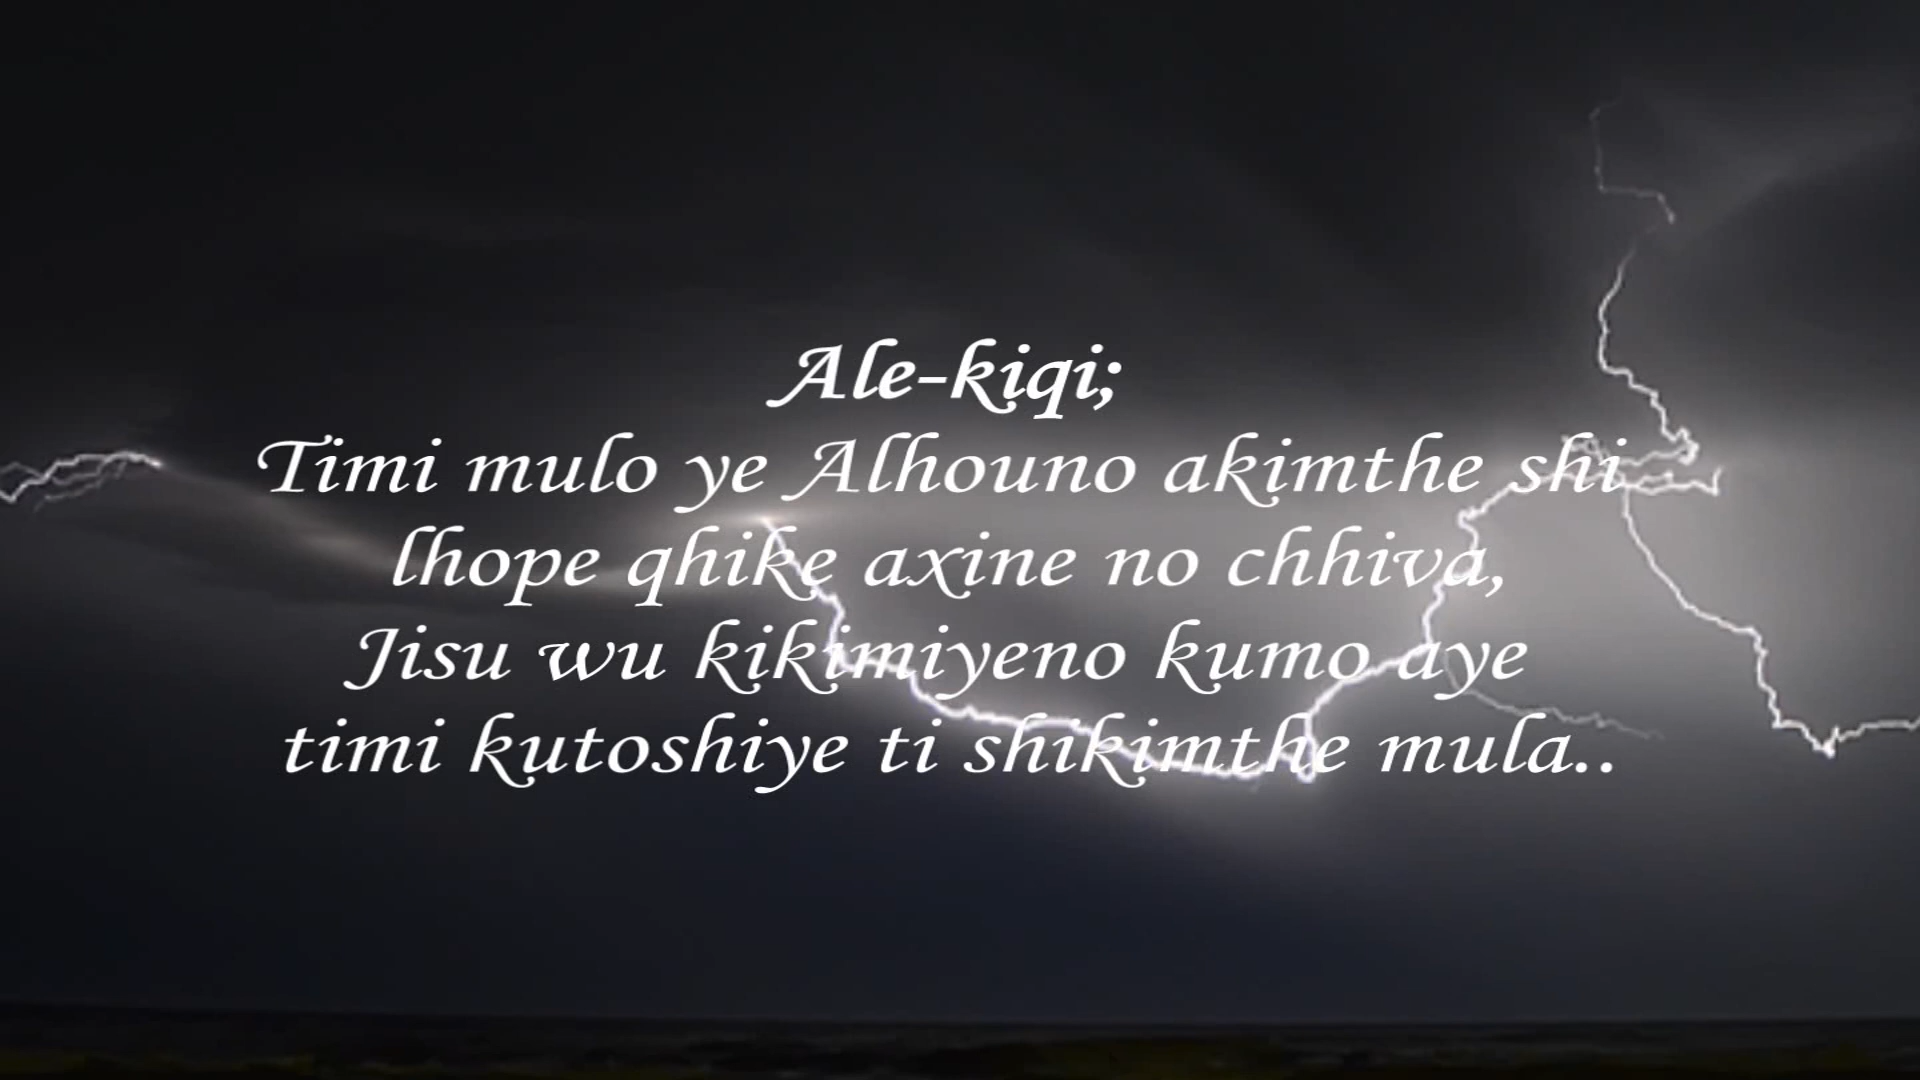 Ale-kiqi;
Timi mulo ye Alhouno akimthe shi
lhope qhike axine no chhiva,
Jisu wu kikimiyeno kumo aye
timi kutoshiye ti shikimthe mula..